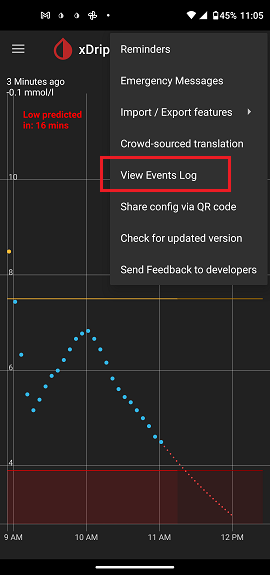 45% 11:05
xDrip
3 Minutes ago
-0.1 mmol/l
Low predicted
in: 16 mins
Reminders
Emergency Messages
Import / Export features
Crowd-sourced translation
View Events Log
Share config via QR code
Check for updated version
Send Feedback to developers
10
8
6
4
9 AM 10 AM 11 AM 12 PM